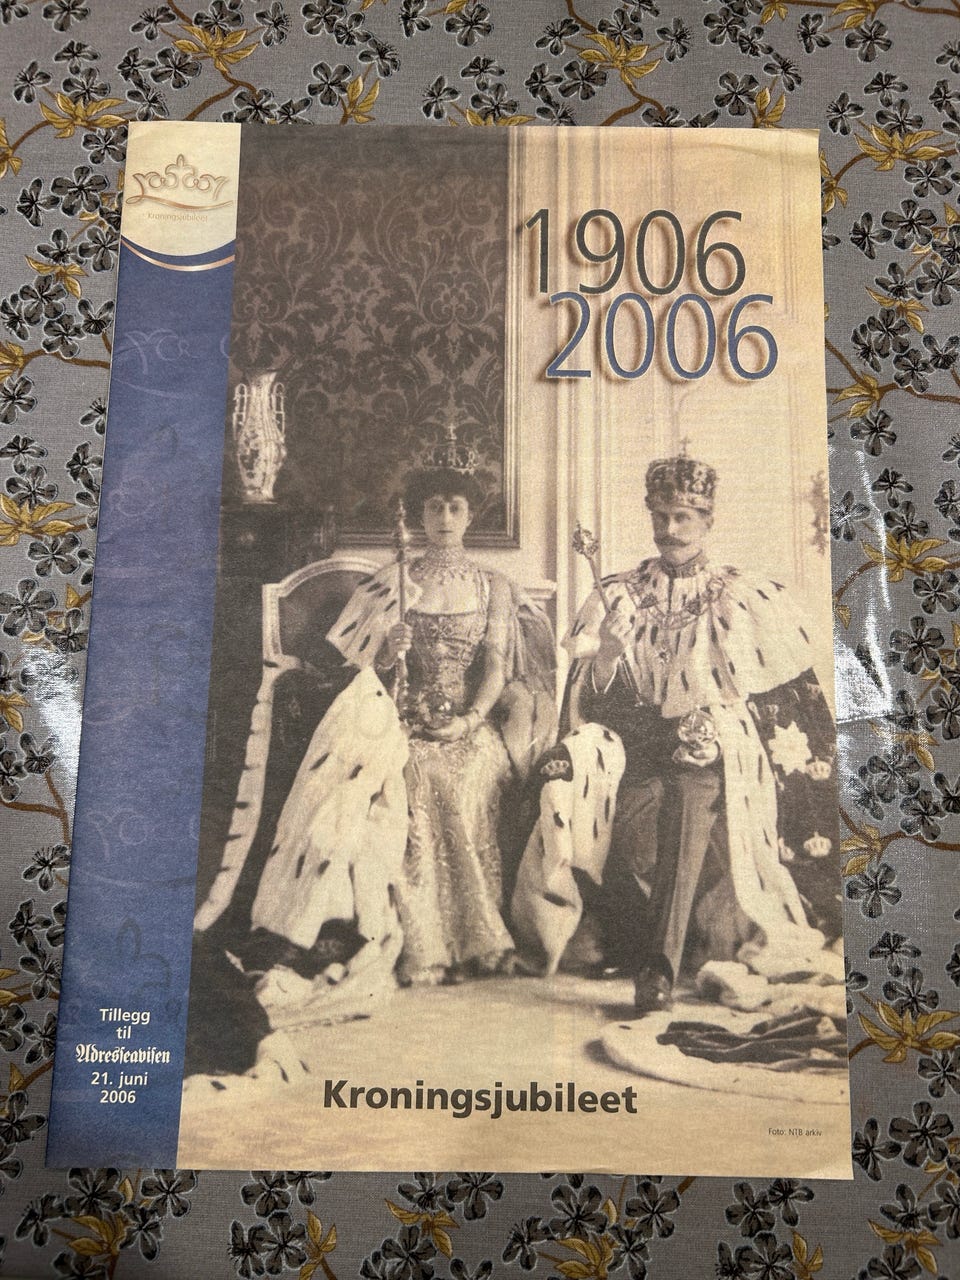 Kroningsjubileet
1906
2006
Tillegg
til
Adresseavisen
21. juni
2006
Kroningsjubileet
Foto: NTB arkiv